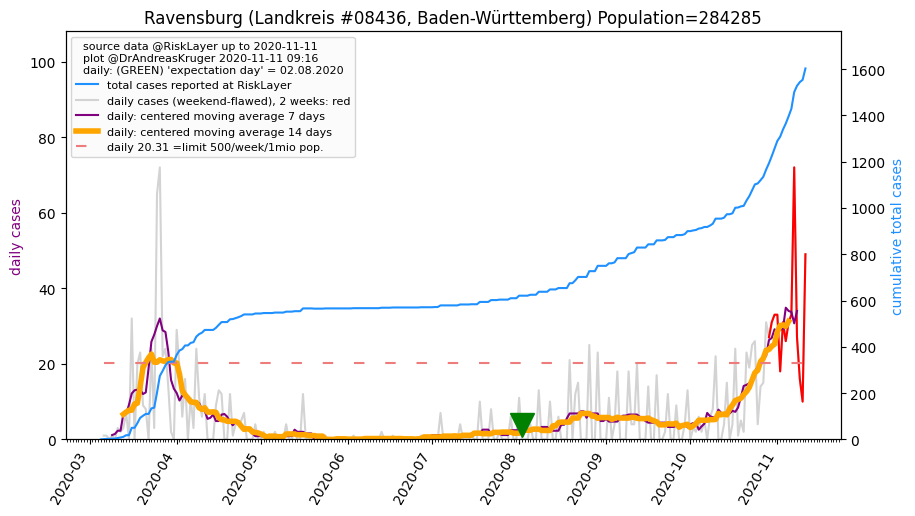 Ravensburg (Landkreis #08436, Baden-Württemberg) Population=284285
source data @RiskLayer up to 2020-11-11
plot @DrAndreasKruger 2020-11-11 09:16
daily: (GREEN) 'expectation day' = 02.08.2020
total cases reported at RiskLayer
daily cases (weekend-flawed), 2 weeks: red
daily: centered moving average 7 days
daily: centered moving average 14 days
daily 20.31 =limit 500/week/1mio pop.
daily cases
100
80
60
40
20
0
cumulative total cases
1600
1400
1200
1000
800
600
400
200
0
2020-03
2020-04
2020-05
2020-06
2020-07
2020-08
2020-09
2020-10
2020-11